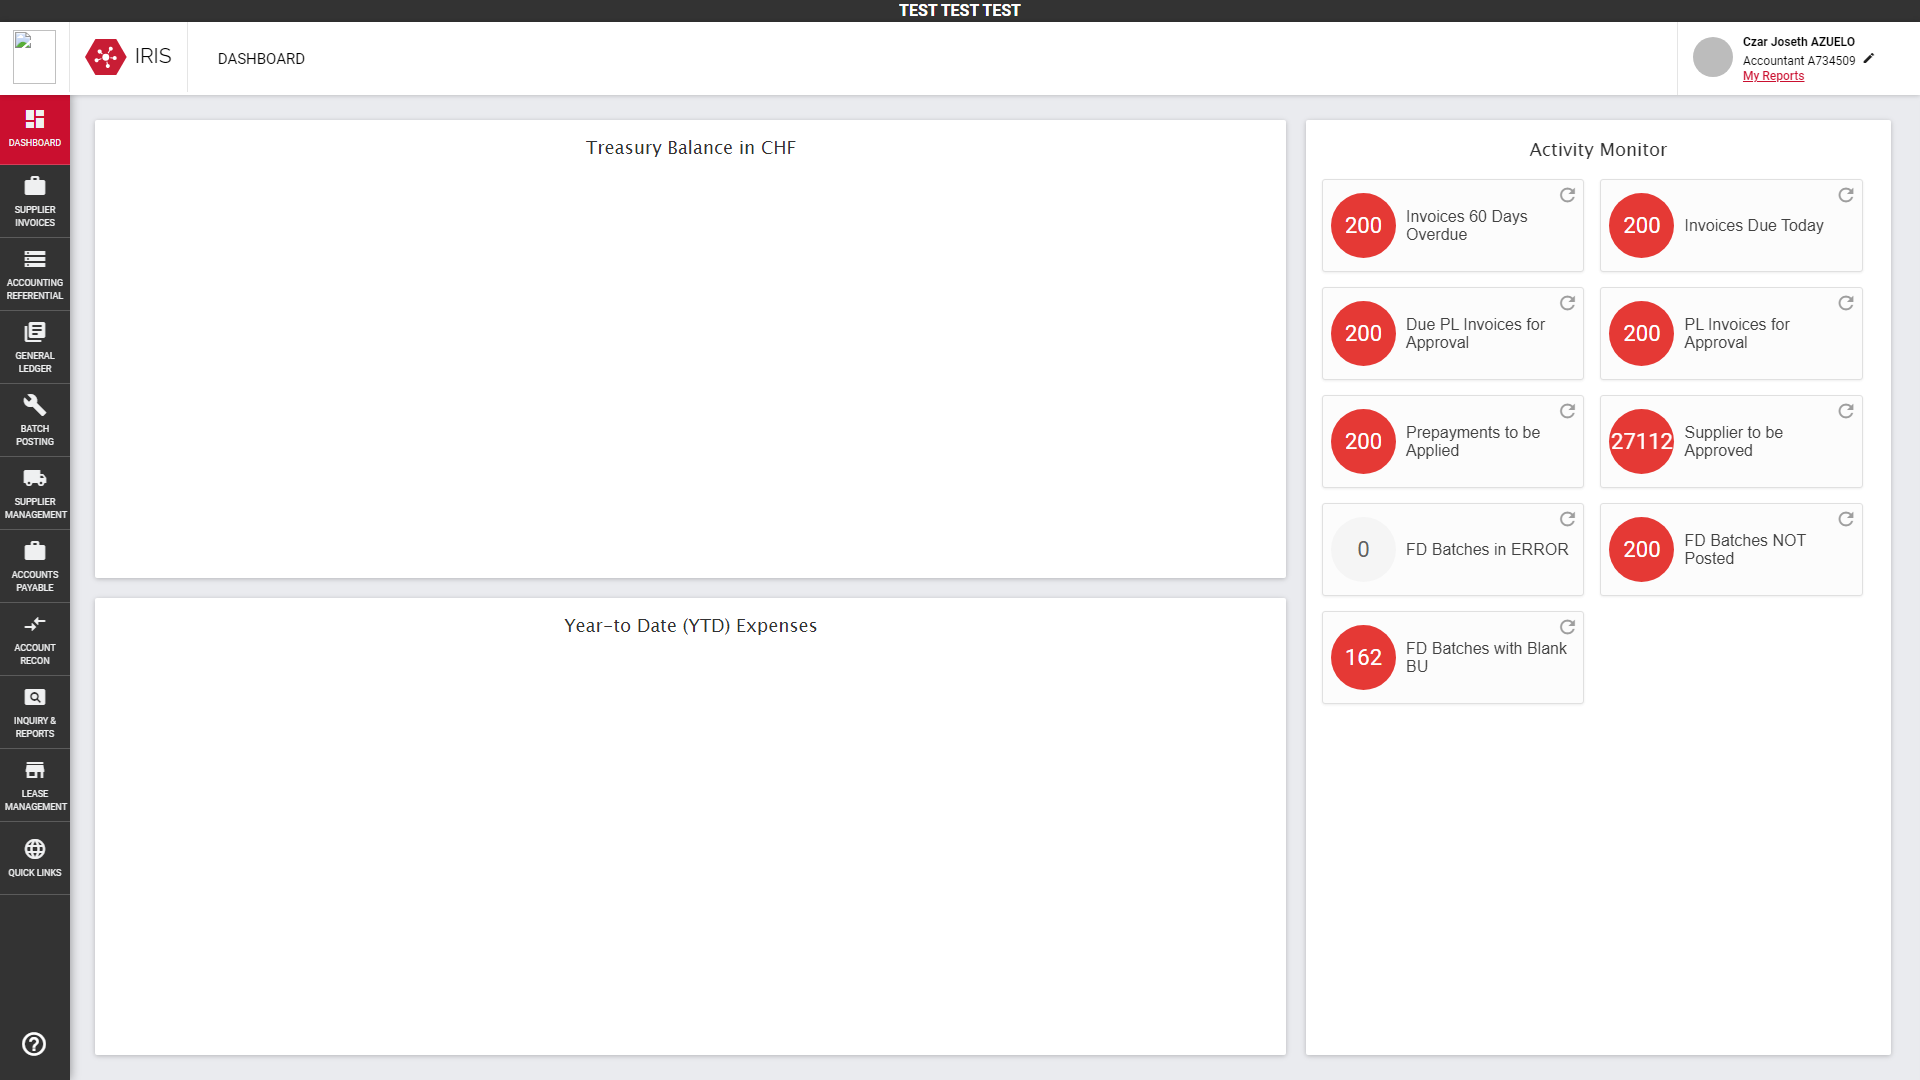 TEST TEST TEST
IRIS
DASHBOARD
Czar Joseth AZUELO
Accountant A734509
My Reports
DASHBOARD
SUPPLIER
INVOICES
ACCOUNTING
REFERENTIAL
GENERAL
LEDGER
BATCH
POSTING
SUPPLIER
MANAGEMENT
ACCOUNTS
PAYABLE
ACCOUNT
RECON
INQUIRY &
REPORTS
LEASE
MANAGEMENT
QUICK LINKS
Treasury Balance in CHF
Year-to Date (YTD) Expenses
Activity Monitor
200
Invoices 60 Days
Overdue
200
Invoices Due Today
200
Due PL Invoices for
Approval
200
PL Invoices for
Approval
200
Prepayments to be
Applied
27112
Supplier to be
Approved
0
FD Batches in ERROR
200
FD Batches NOT
Posted
162
FD Batches with Blank
BU